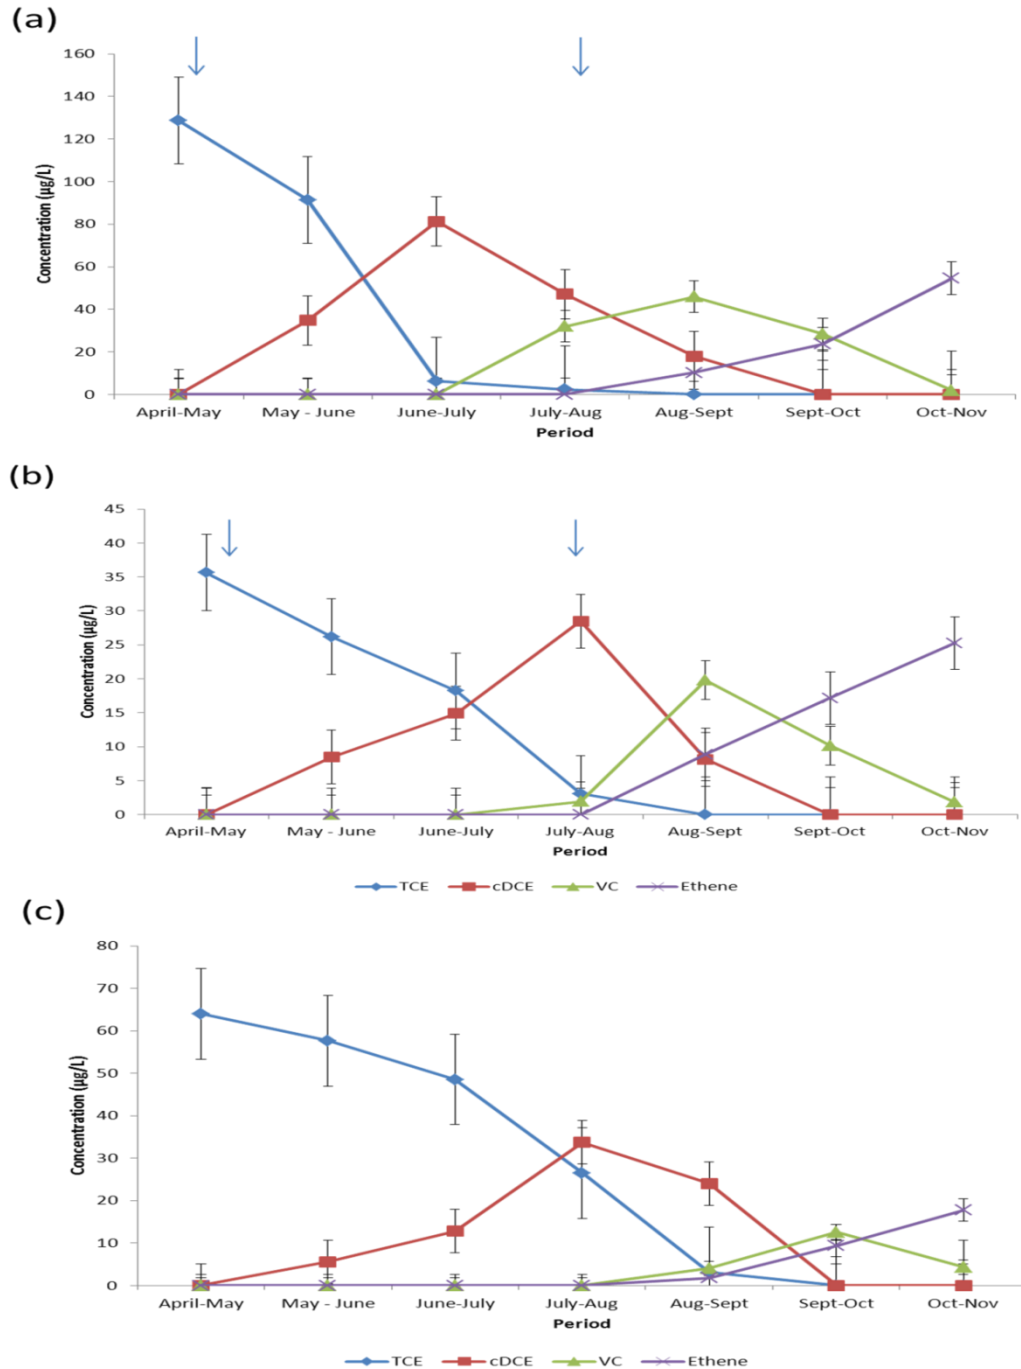 (a)
160
140
120
100
80
60
40
20
0
Concentration (µg/L)
April-May May - June June-July July-Aug Aug-Sept Sept-Oct Oct-Nov
Period
(b)
45
40
35
30
25
20
15
10
5
0
Concentration (µg/L)
April-May May - June June-July July-Aug Aug-Sept Sept-Oct Oct-Nov
Period
TCE cDCE VC Ethene
(c)
80
70
60
50
40
30
20
10
0
Concentration (µg/L)
April-May May - June June-July July-Aug Aug-Sept Sept-Oct Oct-Nov
Period
TCE cDCE VC Ethene